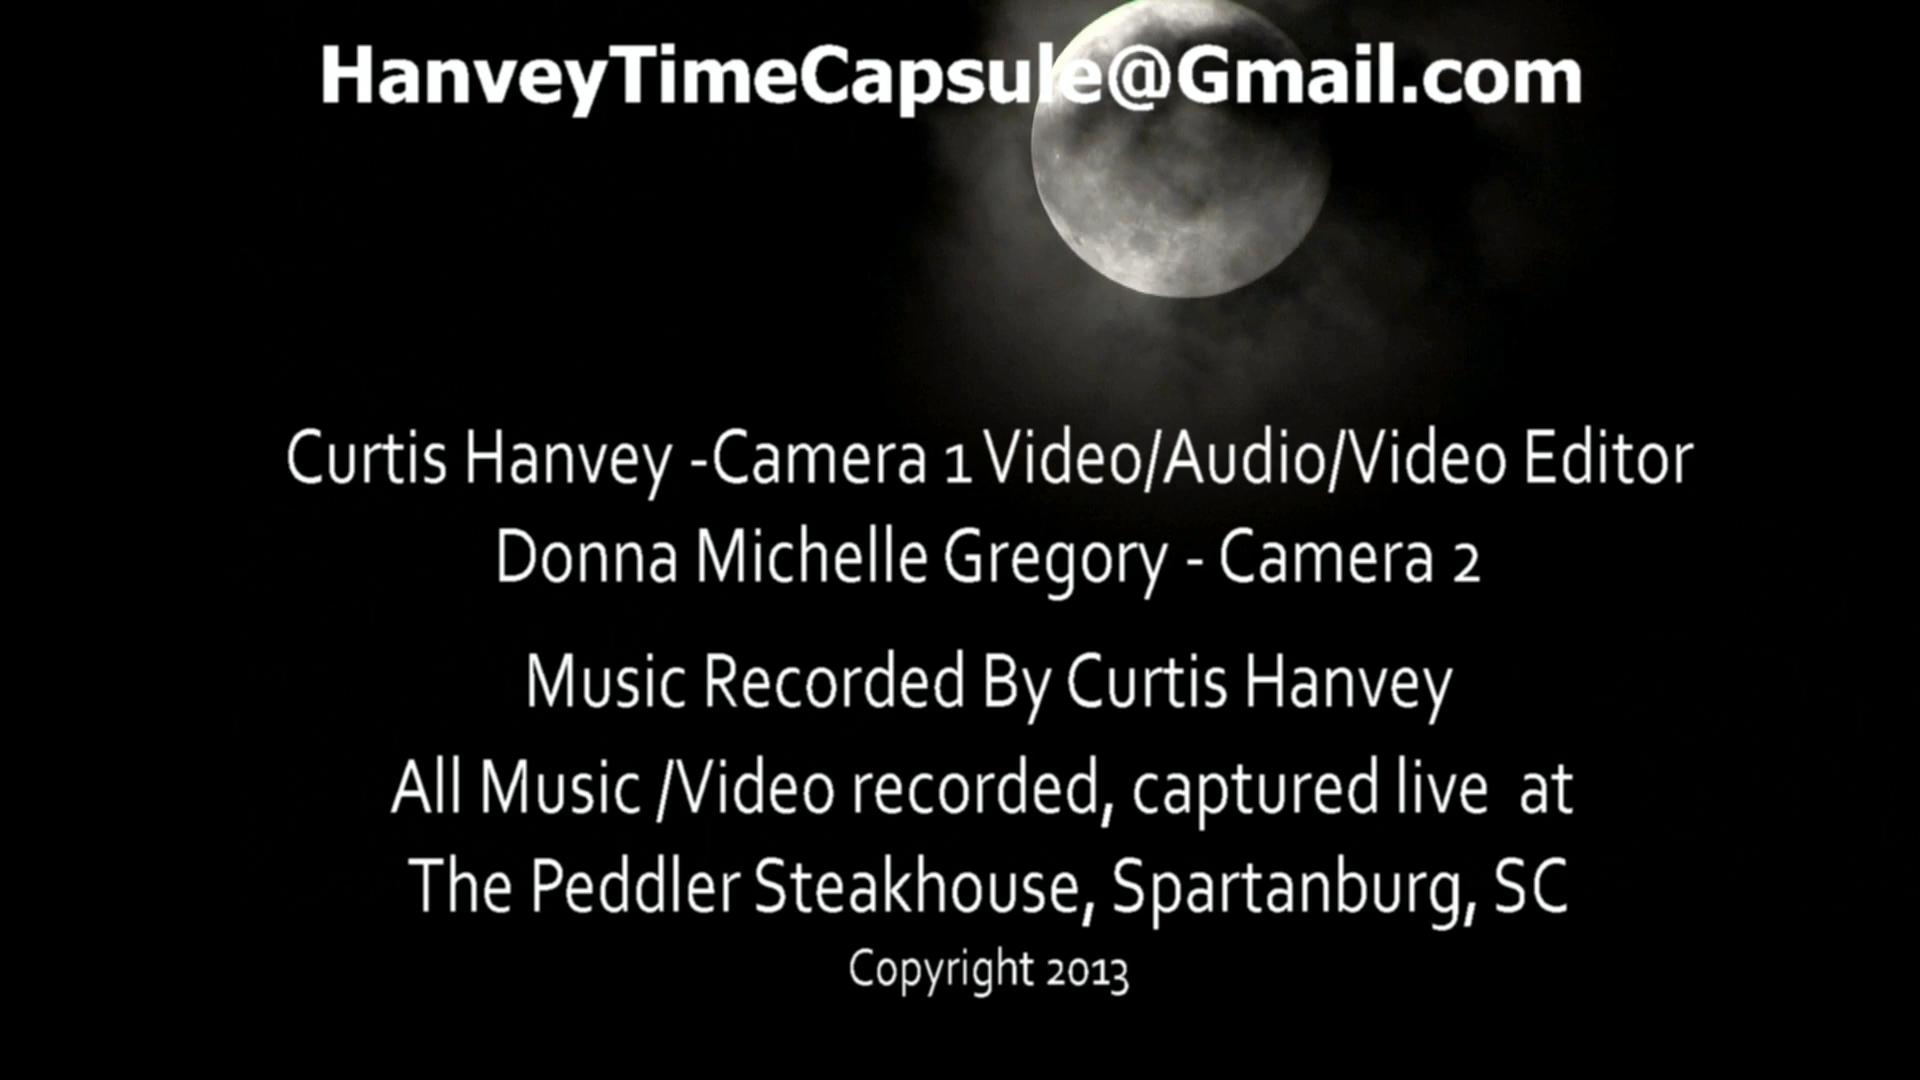 HanveyTimeCapsule@Gmail.com
Curtis Hanvey -Camera 1 Video/Audio/Video Editor
Donna Michelle Gregory - Camera 2
Music Recorded By Curtis Hanvey
All Music /Video recorded, captured live  at
The Peddler Steakhouse, Spartanburg, SC
Copyright 2013